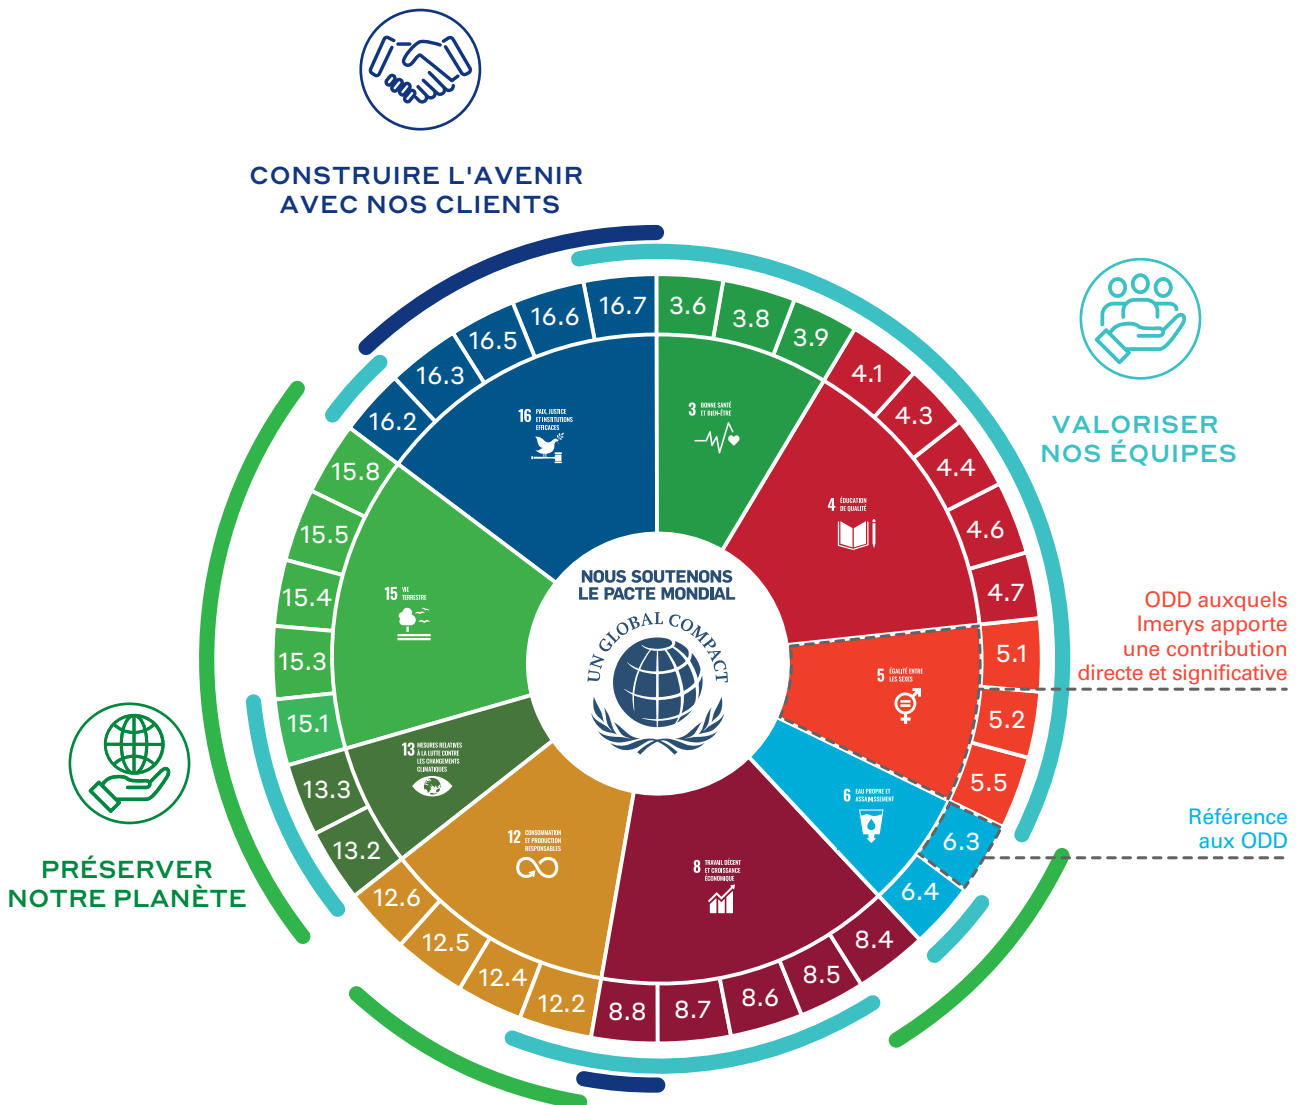 CONSTRUIRE L'AVENIR
AVEC NOS CLIENTS
VALORISER
NOS ÉQUIPES
ODD auxquels
Imerys apporte
une contribution
directe et significative
Référence
aux ODD
PRÉSERVER
NOTRE PLANÈTE
3.6
3.8
3.9
4.1
4.3
4.4
4.6
4.7
5.1
5.2
5.5
6.3
6.4
8.4
8.5
8.6
8.7
8.8
12.2
12.4
12.5
12.6
13.2
13.3
15.1
15.3
15.4
15.5
15.8
16.2
16.3
16.5
16.6
16.7
3 BONNE SANTÉ
ET BIEN-ÊTRE
4 ÉDUCATION
DE QUALITÉ
5 ÉGALITÉ ENTRE
LES SEXES
6 EAU PROPRE ET
ASSAINISSEMENT
8 TRAVAIL DÉCENT
ET CROISSANCE
ÉCONOMIQUE
12 CONSOMMATION
ET PRODUCTION
RESPONSABLES
13 MESURES RELATIVES
À LA LUTTE CONTRE
LES CHANGEMENTS
CLIMATIQUES
15 VIE
TERRESTRE
16 PAIX, JUSTICE
ET INSTITUTIONS
EFFICACES
NOUS SOUTENONS
LE PACTE MONDIAL
UN GLOBAL COMPACT